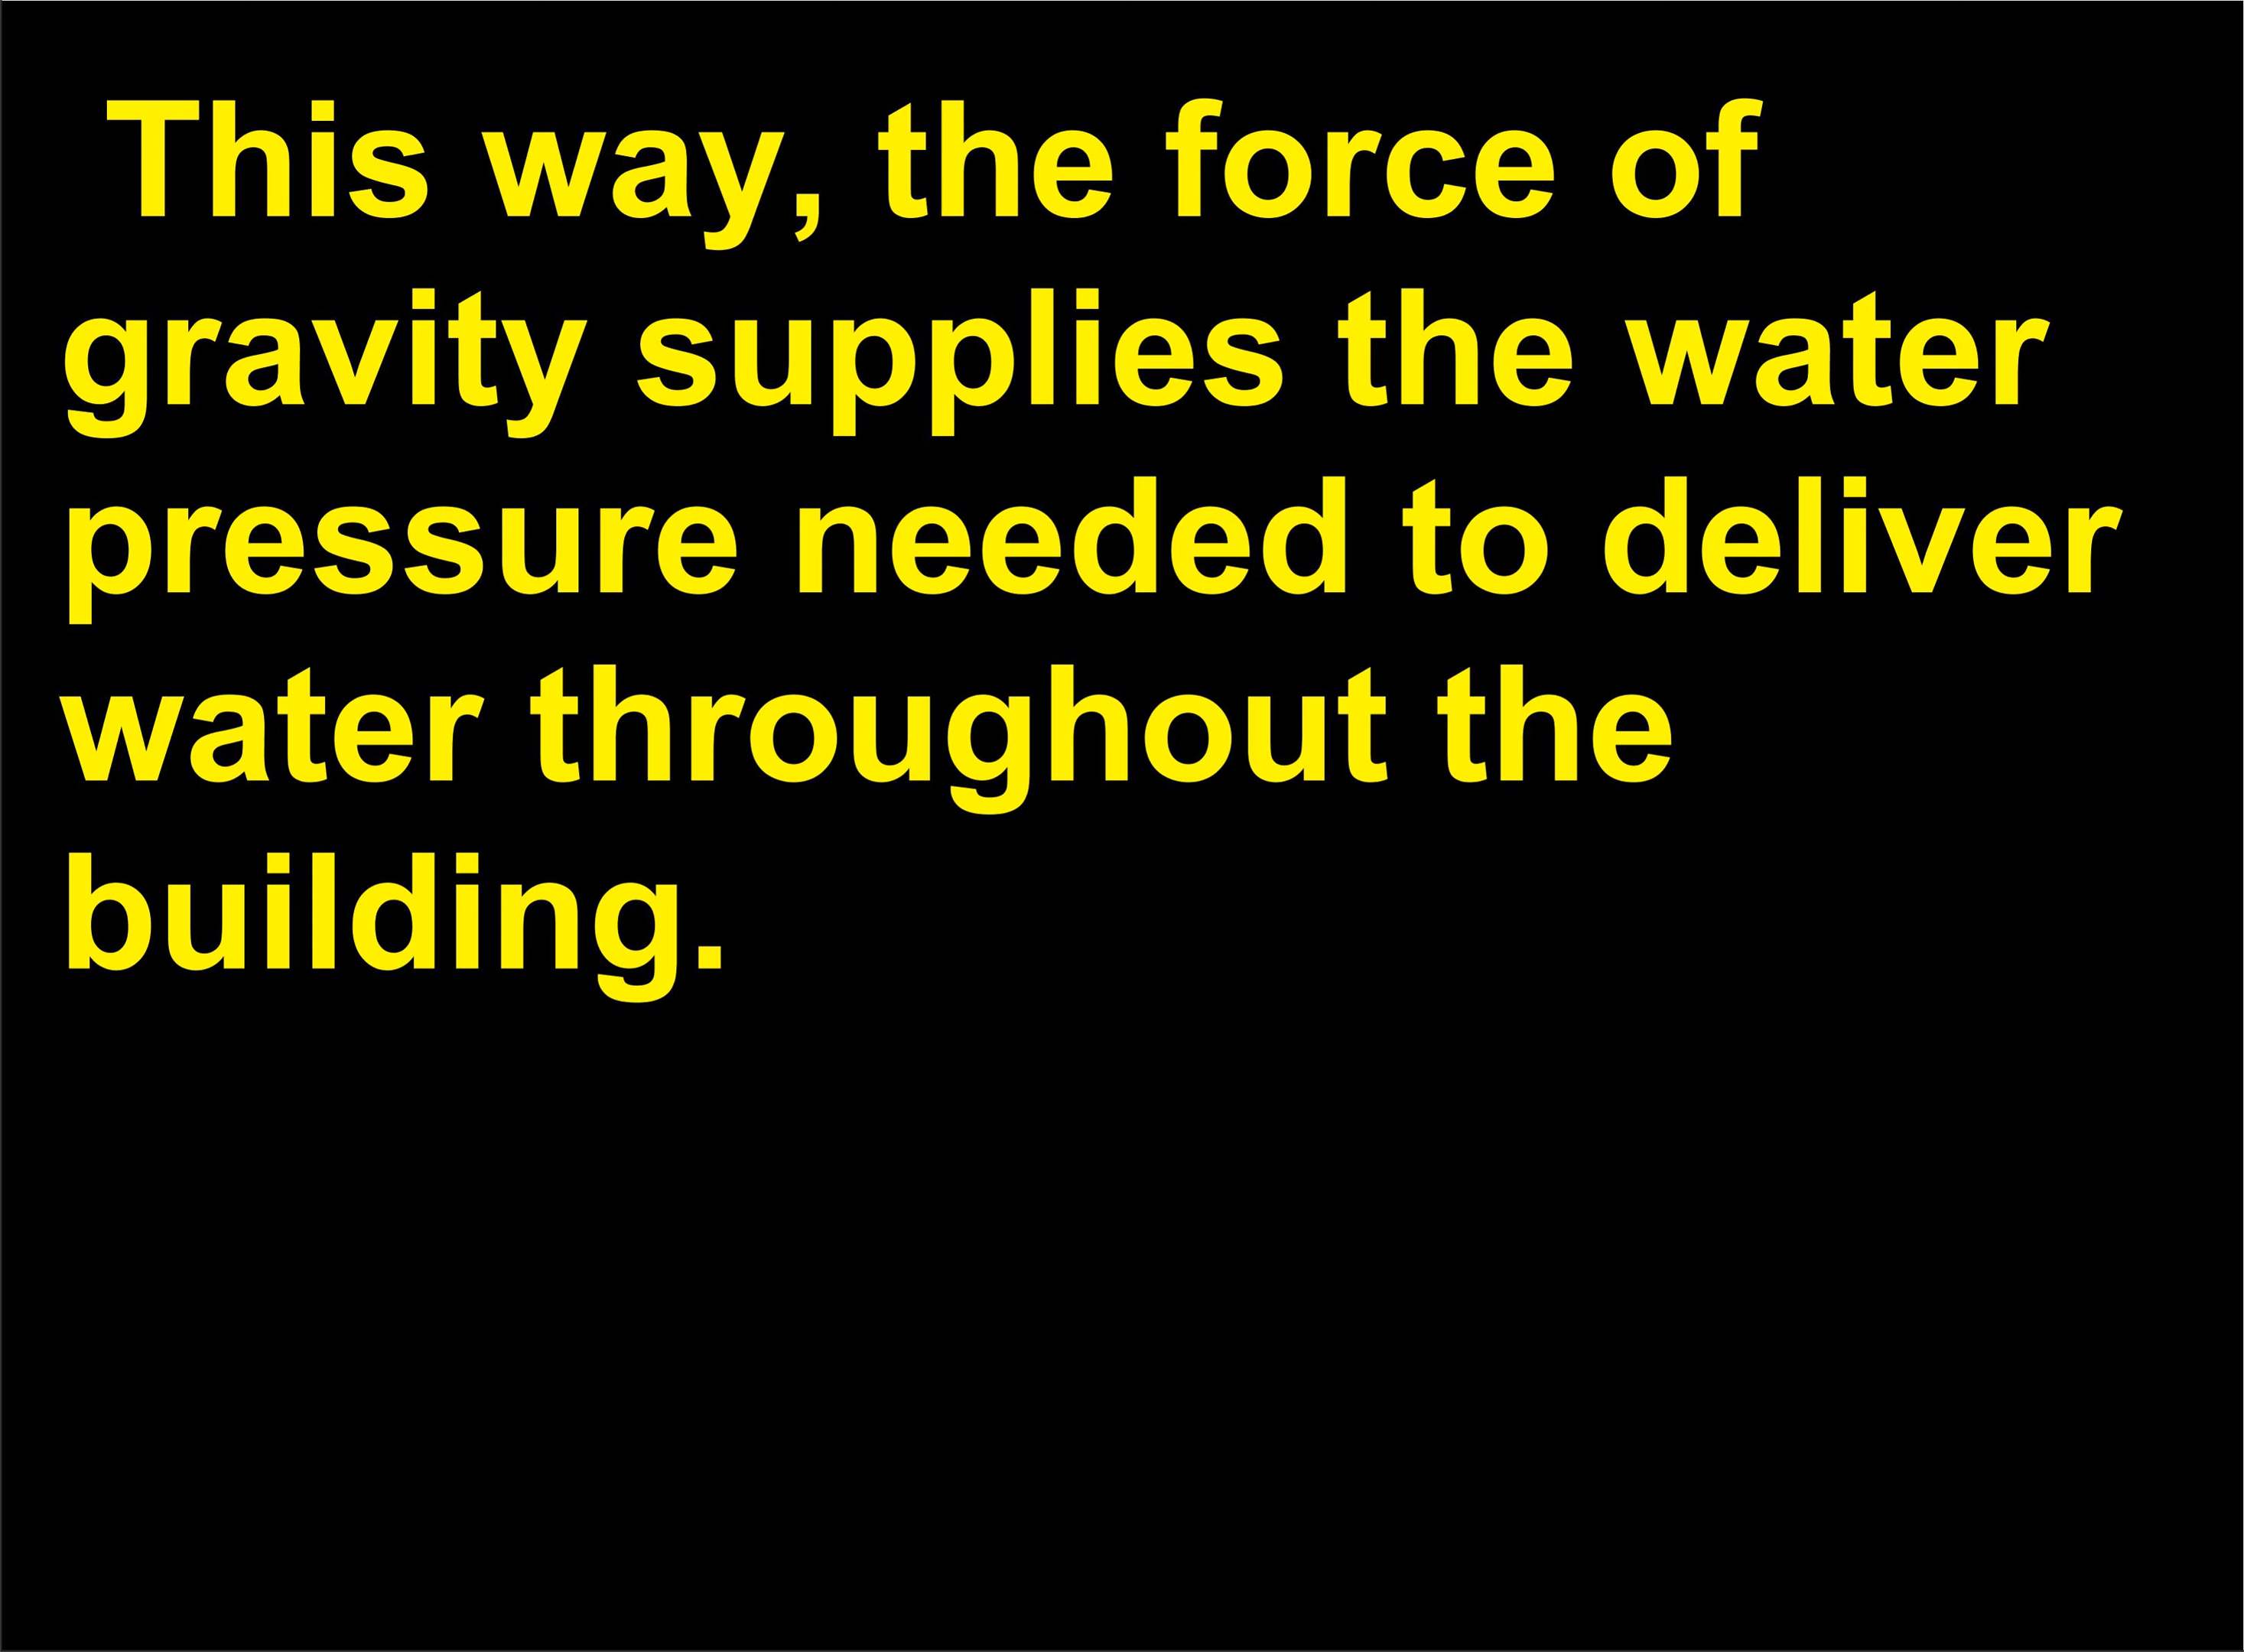 This way, the force of
gravity supplies the water
pressure needed to deliver
water throughout the
building.